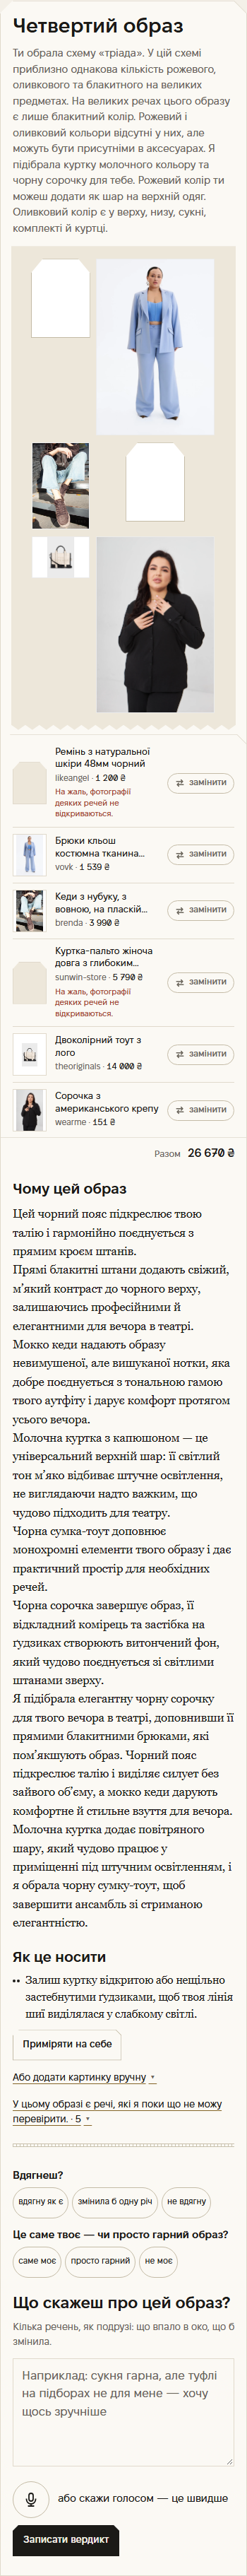 Четвертий образ
Ти обрала схему «тріада». У цій схемі
приблизно однакова кількість рожевого,
оливкового та блакитного на великих
предметах. На великих речах цього образу
є лише блакитний колір. Рожевий і
оливковий кольори відсутні у них, але
можуть бути присутніми в аксесуарах. Я
підібрала куртку молочного кольору та
чорну сорочку для тебе. Рожевий колір ти
можеш додати як шар на верхній одяг.
Оливковий колір є у верху, низу, сукні,
комплекті й куртці.
Ремінь з натуральної
шкіри 48мм чорний
likeangel · 1 200 ₴
На жаль, фотографії
деяких речей не
відкриваються.
замінити
Брюки кльош
костюмна тканина...
vovk · 1 539 ₴
замінити
Кеди з нубуку, з
вовною, на пласкій...
brenda · 3 990 ₴
замінити
Куртка-пальто жіноча
довга з глибоким...
sunwin-store · 5 790 ₴
На жаль, фотографії
деяких речей не
відкриваються.
замінити
Двоколірний тоут з
лого
theoriginals · 14 000 ₴
замінити
Сорочка з
американського крепу
wearme · 151 ₴
замінити
Разом 26 670 ₴
Чому цей образ
Цей чорний пояс підкреслює твою
талію і гармонійно поєднується з
прямим кроєм штанів.
Прямі блакитні штани додають свіжий,
м’який контраст до чорного верху,
залишаючись професійними й
елегантними для вечора в театрі.
Мокко кеди надають образу
невимушеної, але вишуканої нотки, яка
добре поєднується з тональною гамою
твого аутфіту і дарує комфорт протягом
усього вечора.
Молочна куртка з капюшоном — це
універсальний верхній шар: її світлий
тон м’яко відбиває штучне освітлення,
не виглядаючи надто важким, що
чудово підходить для театру.
Чорна сумка-тоут доповнює
монохромні елементи твого образу і дає
практичний простір для необхідних
речей.
Чорна сорочка завершує образ, її
відкладний комірець та застібка на
ґудзиках створюють витончений фон,
який чудово поєднується зі світлими
штанами зверху.
Я підібрала елегантну чорну сорочку
для твого вечора в театрі, доповнивши її
прямими блакитними брюками, які
пом’якшують образ. Чорний пояс
підкреслює талію і виділяє силует без
зайвого об’єму, а мокко кеди дарують
комфортне й стильне взуття для вечора.
Молочна куртка додає повітряного
шару, який чудово працює у
приміщенні під штучним освітленням, і
я обрала чорну сумку-тоут, щоб
завершити ансамбль зі стриманою
елегантністю.
Як це носити
Залиш куртку відкритою або нещільно
застебнутими ґудзиками, щоб твоя лінія
шиї виділялася у слабкому світлі.
Приміряти на себе
Або додати картинку вручну
У цьому образі є речі, які я поки що не можу
перевірити. · 5
Вдягнеш?
вдягну як є
змінила б одну річ
не вдягну
Це саме твоє — чи просто гарний образ?
саме моє
просто гарний
не моє
Що скажеш про цей образ?
Кілька речень, як подрузі: що впало в око, що б
змінила.
Наприклад: сукня гарна, але туфлі
на підборах не для мене — хочу
щось зручніше
або скажи голосом — це швидше
Записати вердикт